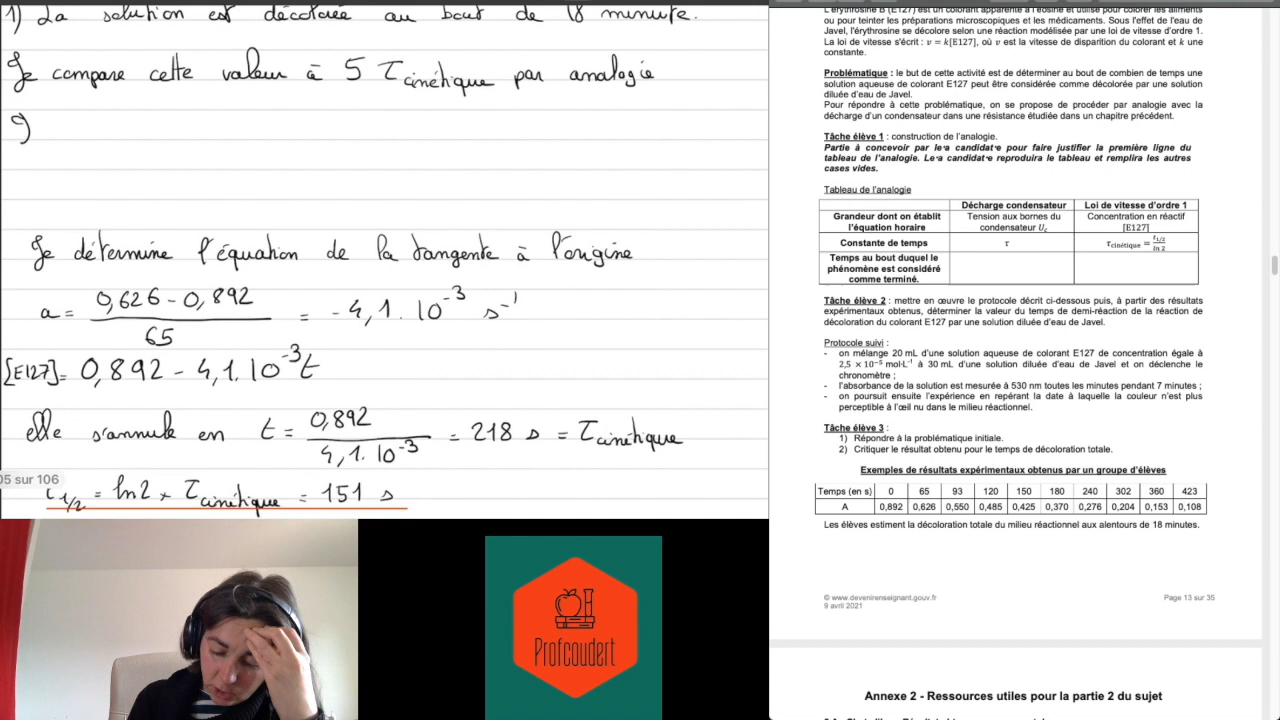 1) La solution est décolorée au bout de 18 minute.
Je compare cette valeur à 5 τcinétique par analogie
2)
Je détermine l'équation de la tangente à l'origine
a = 0,626 - 0,892 / 65 = - 4,1. 10⁻³ s⁻¹
[E127] = 0,892 - 4,1. 10⁻³ t
elle s'annule en t = 0,892 / 4,1. 10⁻³ = 218 s = τcinétique
05 sur 106
t1/2 = ln2 × τcinétique = 151 s
Profcoudert
L'érythrosine B (E127) est un colorant apparenté à l'éosine et utilisé pour colorer les aliments
ou pour teinter les préparations microscopiques et les médicaments. Sous l'effet de l'eau de
Javel, l'érythrosine se décolore selon une réaction modélisée par une loi de vitesse d'ordre 1.
La loi de vitesse s'écrit : v = k[E127], où v est la vitesse de disparition du colorant et k une
constante.
Problématique : le but de cette activité est de déterminer au bout de combien de temps une
solution aqueuse de colorant E127 peut être considérée comme décolorée par une solution
diluée d'eau de Javel.
Pour répondre à cette problématique, on se propose de procéder par analogie avec la
décharge d'un condensateur dans une résistance étudiée dans un chapitre précédent.
Tâche élève 1 : construction de l'analogie.
Partie à concevoir par le·a candidat·e pour faire justifier la première ligne du
tableau de l'analogie. Le·a candidat·e reproduira le tableau et remplira les autres
cases vides.
Tableau de l'analogie
Décharge condensateur Loi de vitesse d'ordre 1
Grandeur dont on établit l'équation horaire Tension aux bornes du condensateur Uc Concentration en réactif [E127]
Constante de temps τ τcinétique = t1/2 / ln 2
Temps au bout duquel le
phénomène est considéré
comme terminé.
Tâche élève 2 : mettre en œuvre le protocole décrit ci-dessous puis, à partir des résultats
expérimentaux obtenus, déterminer la valeur du temps de demi-réaction de la réaction de
décoloration du colorant E127 par une solution diluée d'eau de Javel.
Protocole suivi :
- on mélange 20 mL d'une solution aqueuse de colorant E127 de concentration égale à
2,5 × 10⁻⁵ mol·L⁻¹ à 30 mL d'une solution diluée d'eau de Javel et on déclenche le
chronomètre ;
- l'absorbance de la solution est mesurée à 530 nm toutes les minutes pendant 7 minutes ;
- on poursuit ensuite l'expérience en repérant la date à laquelle la couleur n'est plus
perceptible à l'œil nu dans le milieu réactionnel.
Tâche élève 3 :
1) Répondre à la problématique initiale.
2) Critiquer le résultat obtenu pour le temps de décoloration totale.
Exemples de résultats expérimentaux obtenus par un groupe d'élèves
Temps (en s) 0 65 93 120 150 180 240 302 360 423
A 0,892 0,626 0,550 0,485 0,425 0,370 0,276 0,204 0,153 0,108
Les élèves estiment la décoloration totale du milieu réactionnel aux alentours de 18 minutes.
© www.devenirenseignant.gouv.fr Page 13 sur 35
9 avril 2021
Annexe 2 - Ressources utiles pour la partie 2 du sujet